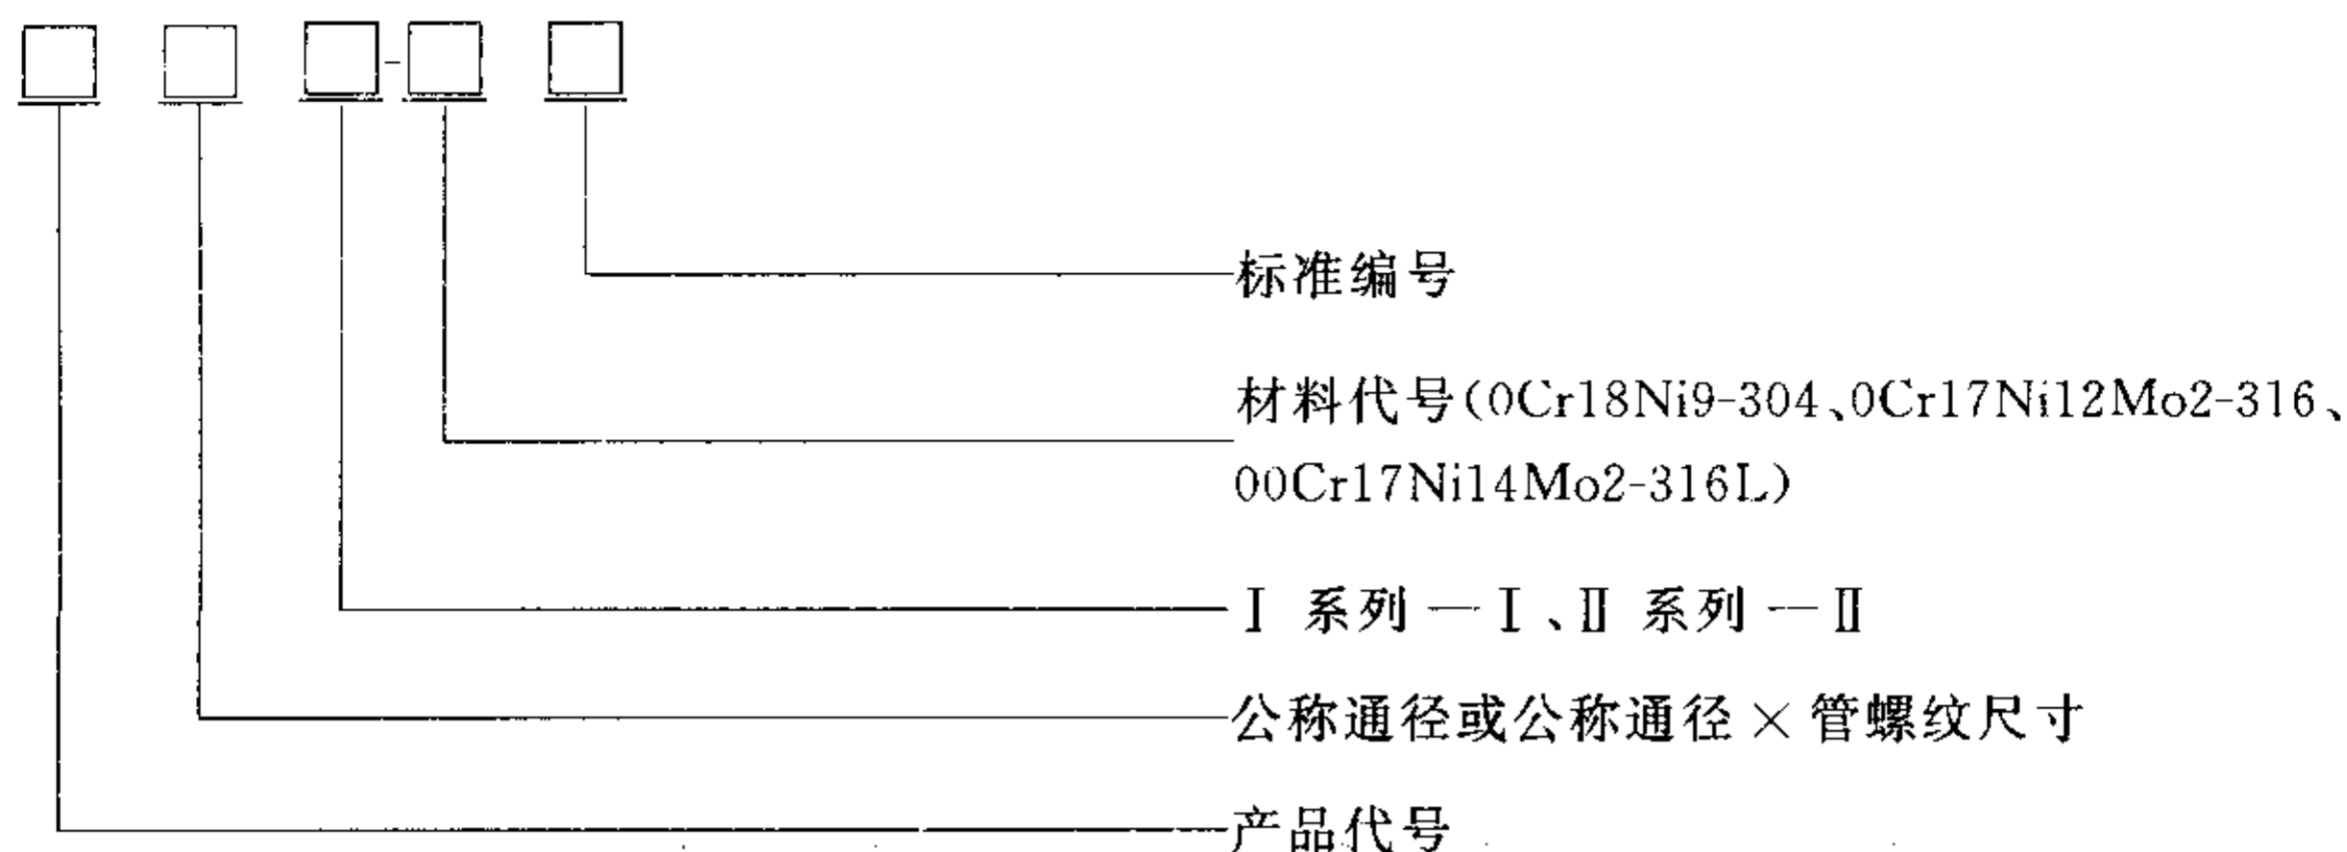 □ □ □-□ □
标准编号
材料代号(0Cr18Ni9-304、0Cr17Ni12Mo2-316、
00Cr17Ni14Mo2-316L)
Ⅰ 系列 — Ⅰ、Ⅱ 系列 — Ⅱ
公称通径或公称通径 × 管螺纹尺寸
产品代号